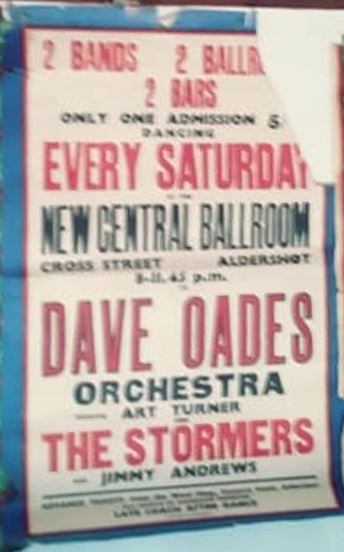 2 BANDS 2 BALLR
2 BARS
ONLY ONE ADMISSION 5
DANCING
EVERY SATURDAY
NEW CENTRAL BALLROOM
CROSS STREET ALDERSHOT
8-11.45 p.m.
DAVE OADES
ORCHESTRA
ART TURNER
THE STORMERS
JIMMY ANDREWS
LATE COACH AFTER DANCE